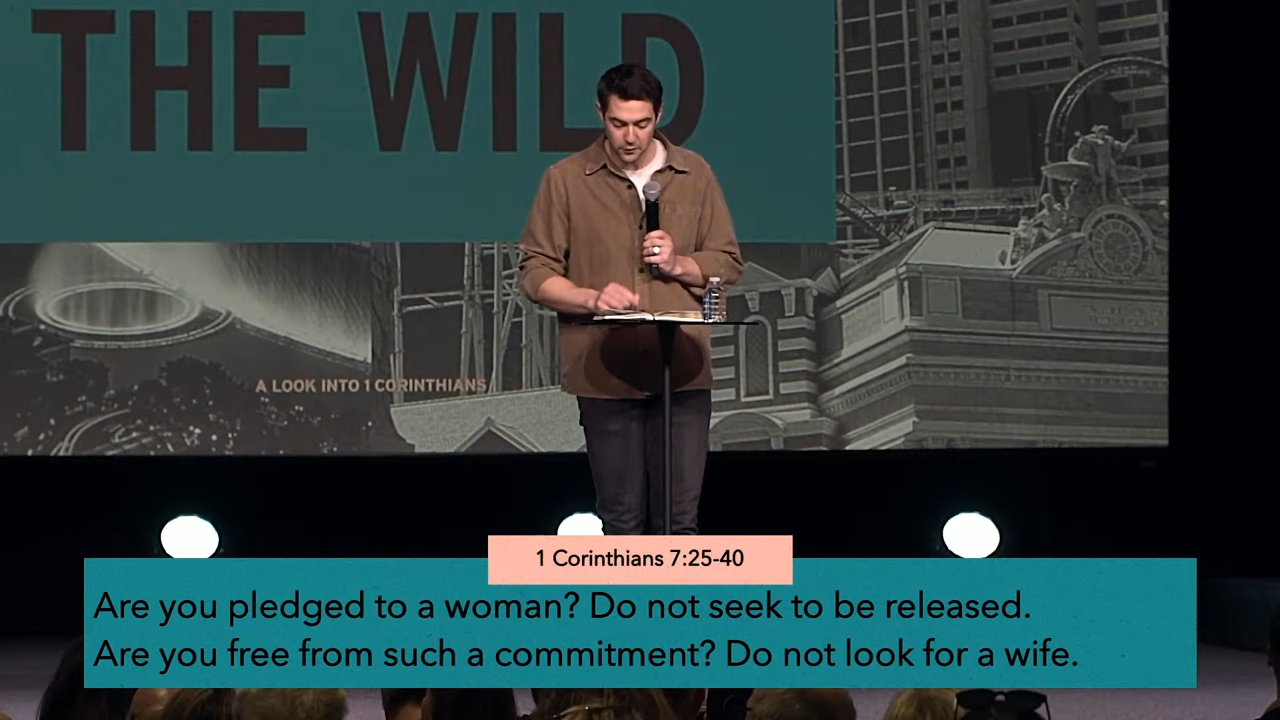 THE WILD
A LOOK INTO 1 CORINTHIANS
1 Corinthians 7:25-40
Are you pledged to a woman? Do not seek to be released.
Are you free from such a commitment? Do not look for a wife.